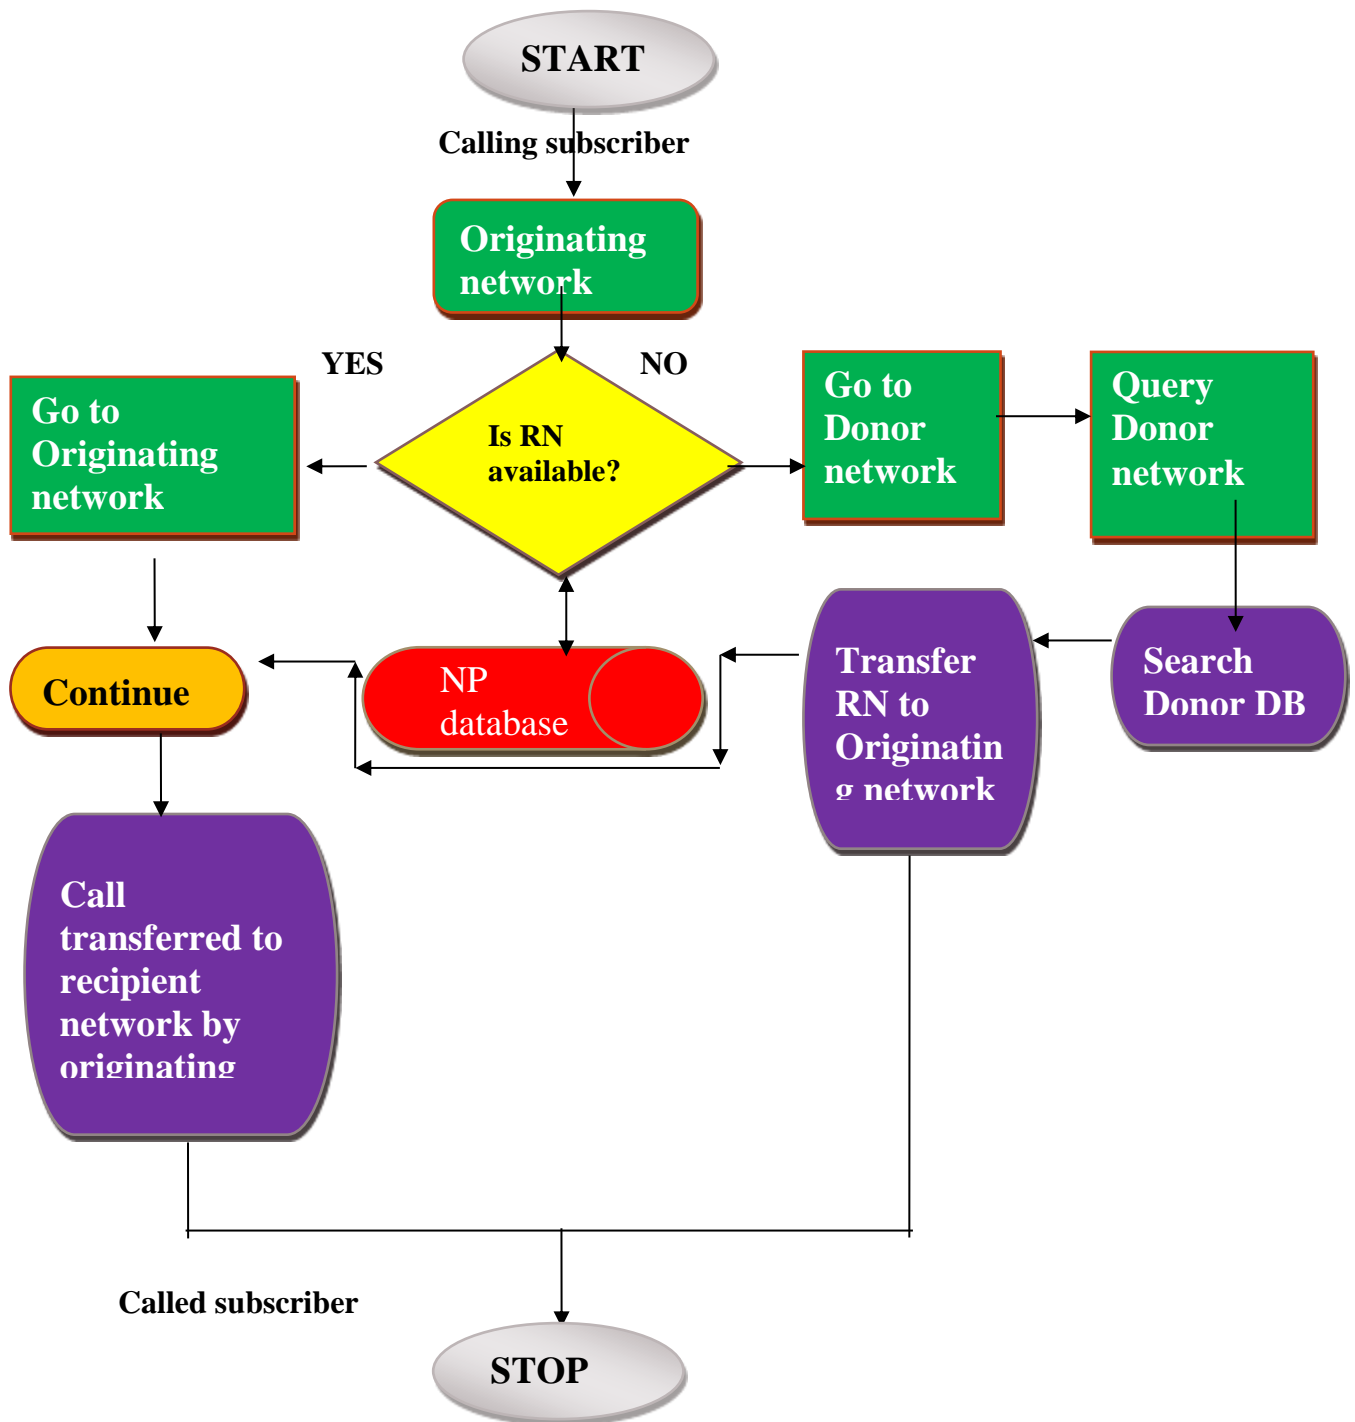 START
Calling subscriber
Originating
network
YES
NO
Is RN
available?
Go to
Originating
network
Go to
Donor
network
Query
Donor
network
Continue
NP
database
Transfer
RN to
Originatin
g network
Search
Donor DB
Call
transferred to
recipient
network by
originating
Called subscriber
STOP